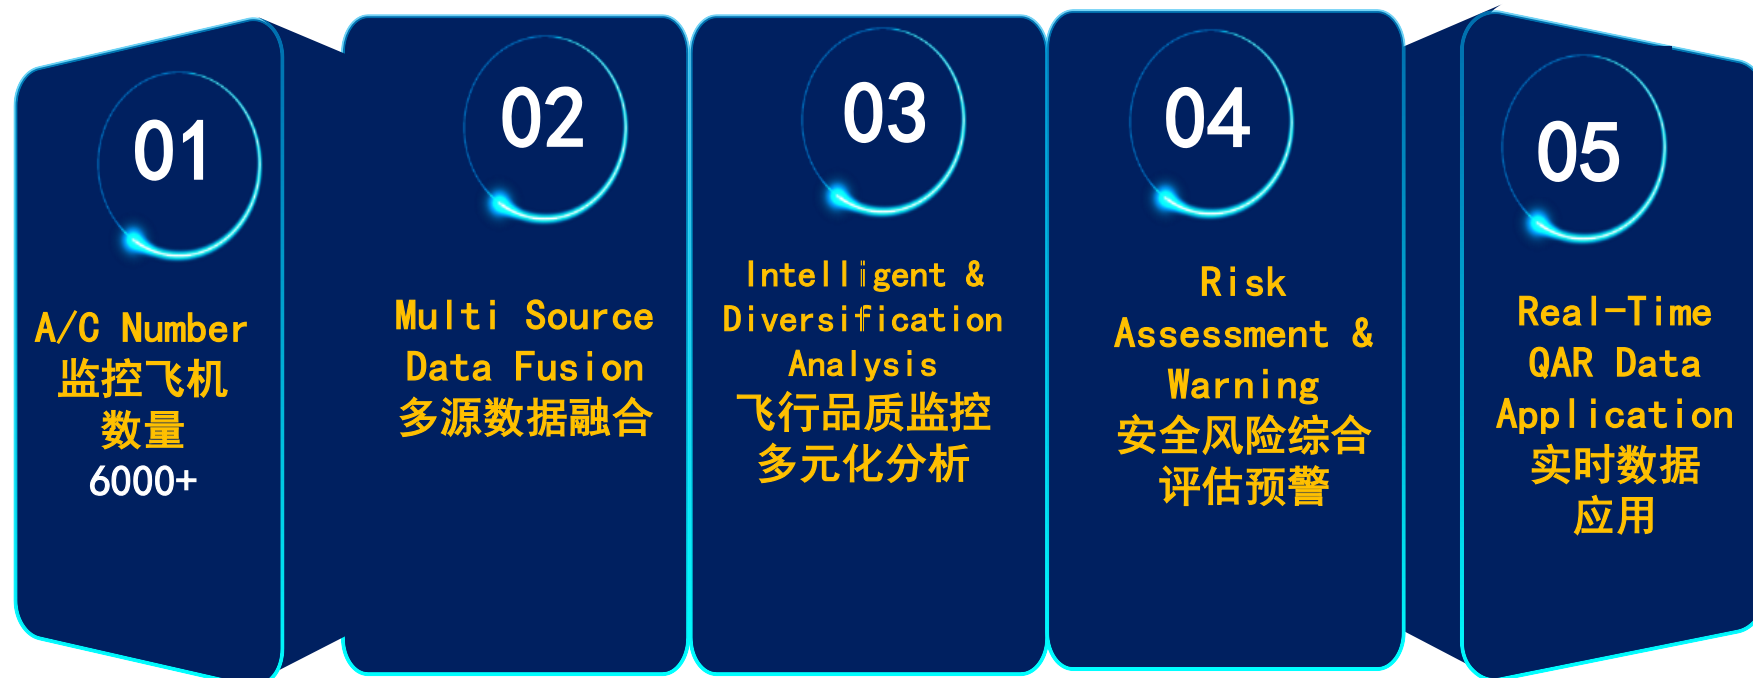 01
A/C Number
监控飞机
数量
6000+
02
Multi Source
Data Fusion
多源数据融合
03
Intelligent &
Diversification
Analysis
飞行品质监控
多元化分析
04
Risk
Assessment &
Warning
安全风险综合
评估预警
05
Real-Time
QAR Data
Application
实时数据
应用